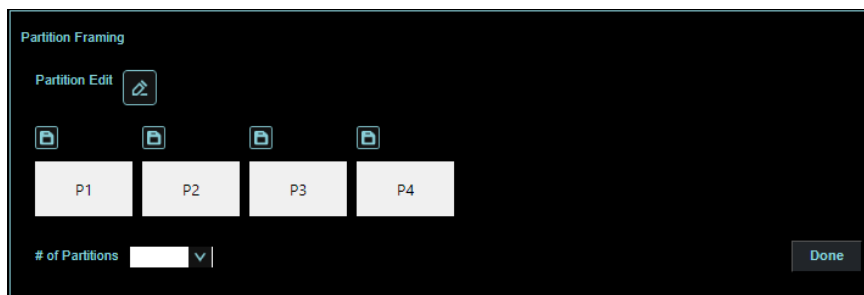 Partition Framing
Partition Edit
P1 P2 P3 P4
# of Partitions
Done